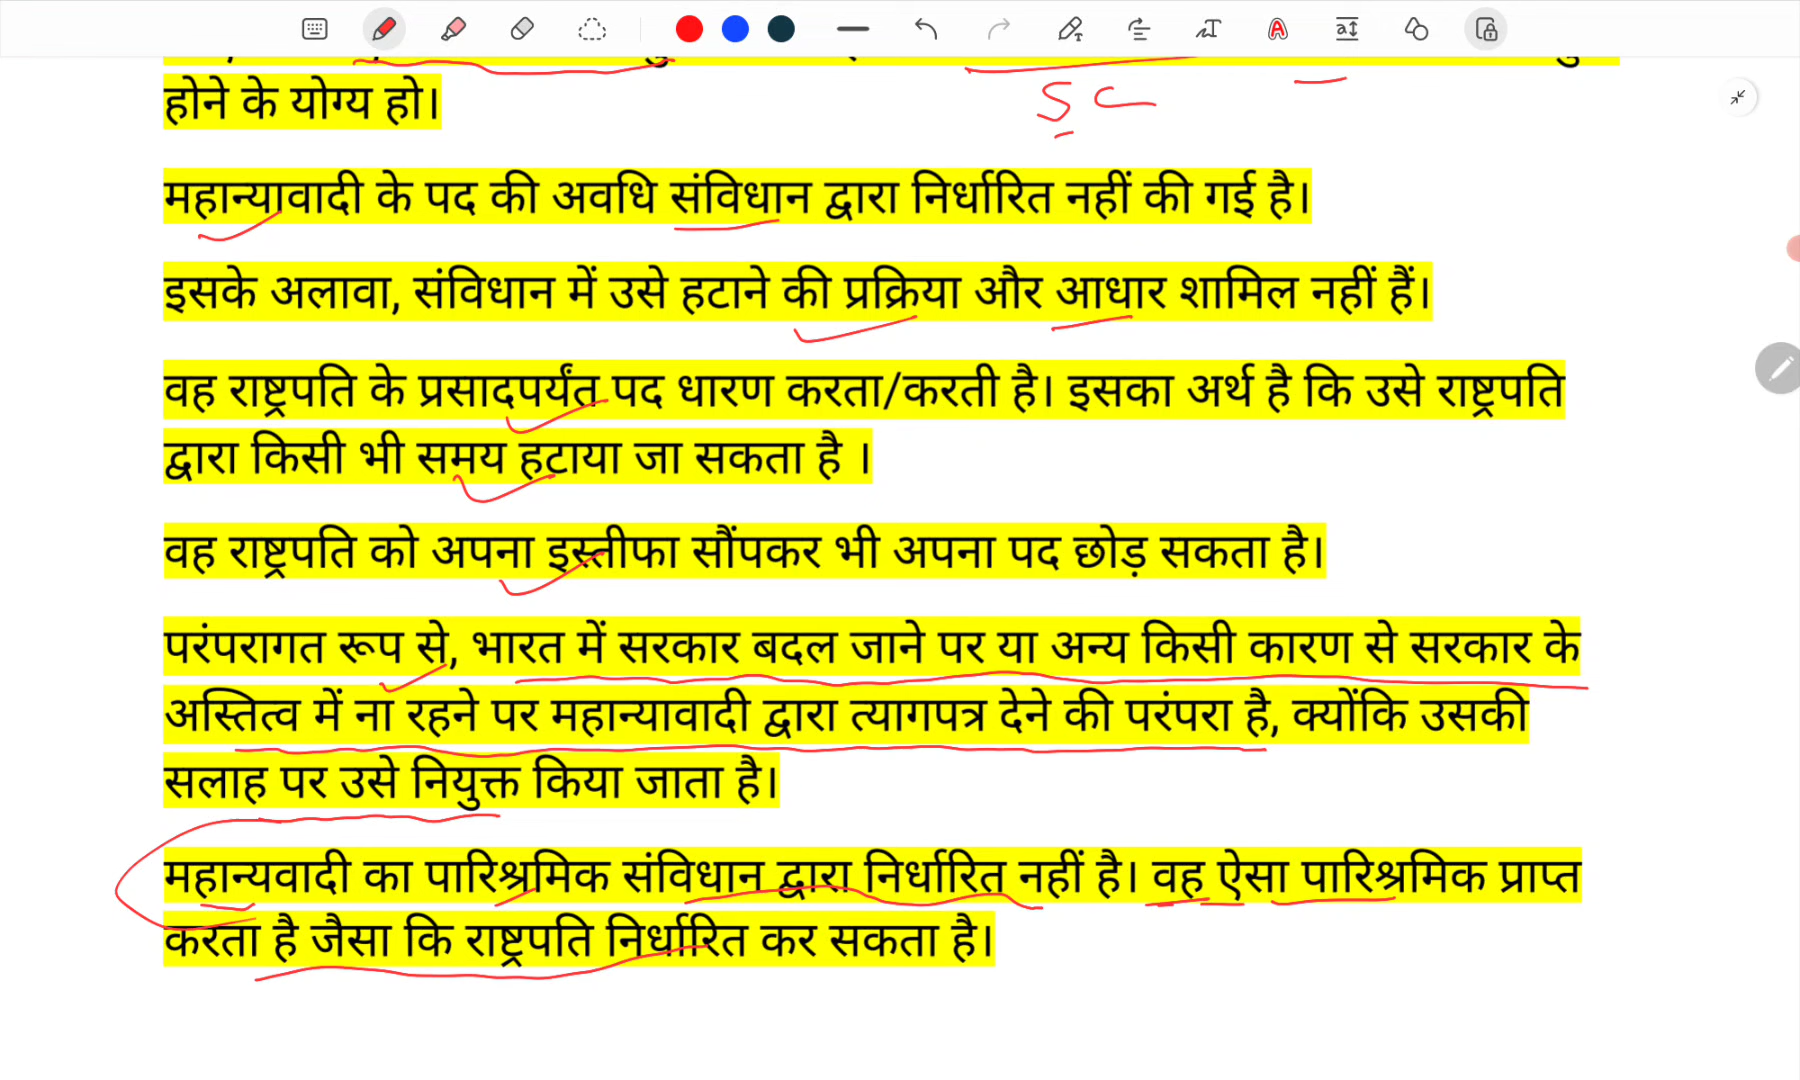 होने के योग्य हो।
S C
महान्यावादी के पद की अवधि संविधान द्वारा निर्धारित नहीं की गई है।
इसके अलावा, संविधान में उसे हटाने की प्रक्रिया और आधार शामिल नहीं हैं।
वह राष्ट्रपति के प्रसादपर्यंत पद धारण करता/करती है। इसका अर्थ है कि उसे राष्ट्रपति
द्वारा किसी भी समय हटाया जा सकता है ।
वह राष्ट्रपति को अपना इस्तीफा सौंपकर भी अपना पद छोड़ सकता है।
परंपरागत रूप से, भारत में सरकार बदल जाने पर या अन्य किसी कारण से सरकार के
अस्तित्व में ना रहने पर महान्यावादी द्वारा त्यागपत्र देने की परंपरा है, क्योंकि उसकी
सलाह पर उसे नियुक्त किया जाता है।
महान्यवादी का पारिश्रमिक संविधान द्वारा निर्धारित नहीं है। वह ऐसा पारिश्रमिक प्राप्त
करता है जैसा कि राष्ट्रपति निर्धारित कर सकता है।